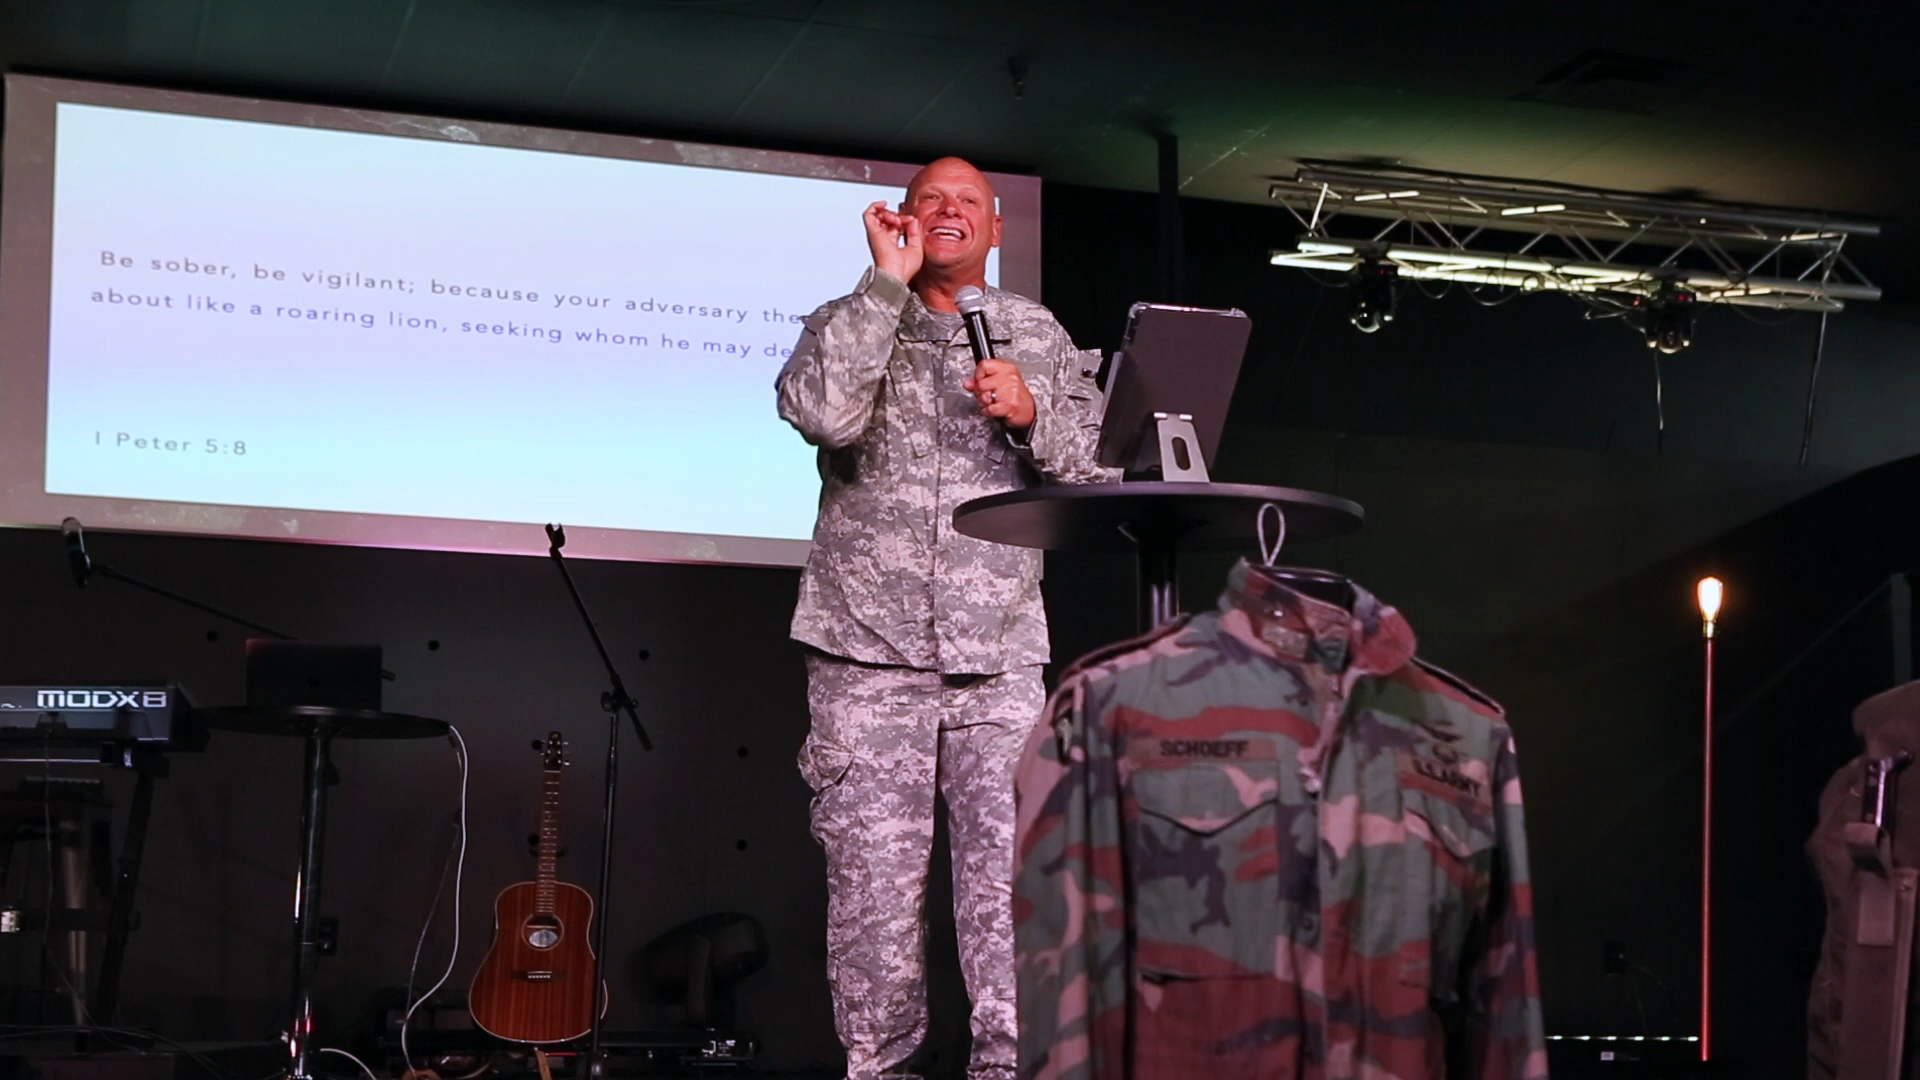 Be sober, be vigilant; because your adversary the
about like a roaring lion, seeking whom he may de
I Peter 5:8
MODX8
SCHOEFF
U.S. ARMY